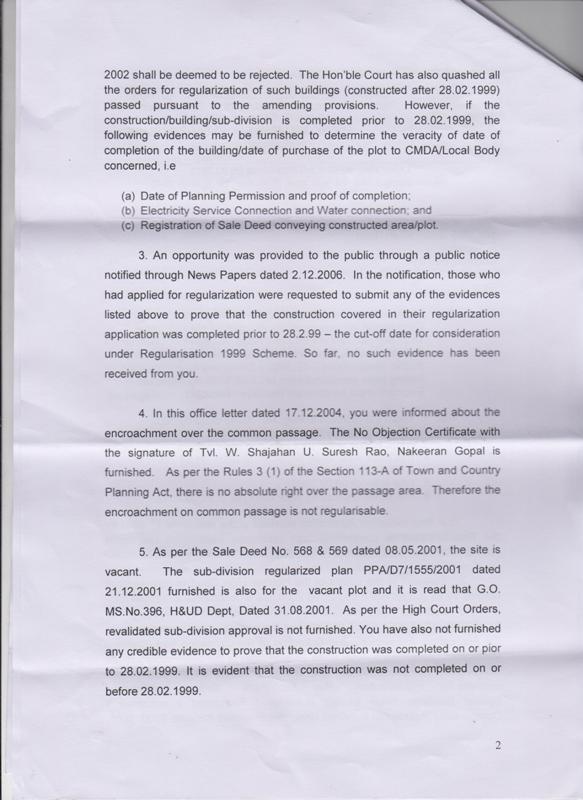 2002 shall be deemed to be rejected. The Hon'ble Court has also quashed all
the orders for regularization of such buildings (constructed after 28.02.1999)
passed pursuant to the amending provisions. However, if the
construction/building/sub-division is completed prior to 28.02.1999, the
following evidences may be furnished to determine the veracity of date of
completion of the building/date of purchase of the plot to CMDA/Local Body
concerned, i.e
(a) Date of Planning Permission and proof of completion;
(b) Electricity Service Connection and Water connection; and
(c) Registration of Sale Deed conveying constructed area/plot.
3. An opportunity was provided to the public through a public notice
notified through News Papers dated 2.12.2006. In the notification, those who
had applied for regularization were requested to submit any of the evidences
listed above to prove that the construction covered in their regularization
application was completed prior to 28.2.99 – the cut-off date for consideration
under Regularisation 1999 Scheme. So far, no such evidence has been
received from you.
4. In this office letter dated 17.12.2004, you were informed about the
encroachment over the common passage. The No Objection Certificate with
the signature of Tvl. W. Shajahan U. Suresh Rao, Nakeeran Gopal is
furnished. As per the Rules 3 (1) of the Section 113-A of Town and Country
Planning Act, there is no absolute right over the passage area. Therefore the
encroachment on common passage is not regularisable.
5. As per the Sale Deed No. 568 & 569 dated 08.05.2001, the site is
vacant. The sub-division regularized plan PPA/D7/1555/2001 dated
21.12.2001 furnished is also for the vacant plot and it is read that G.O.
MS.No.396, H&UD Dept, Dated 31.08.2001. As per the High Court Orders,
revalidated sub-division approval is not furnished. You have also not furnished
any credible evidence to prove that the construction was completed on or pior
to 28.02.1999. It is evident that the construction was not completed on or
before 28.02.1999.
2